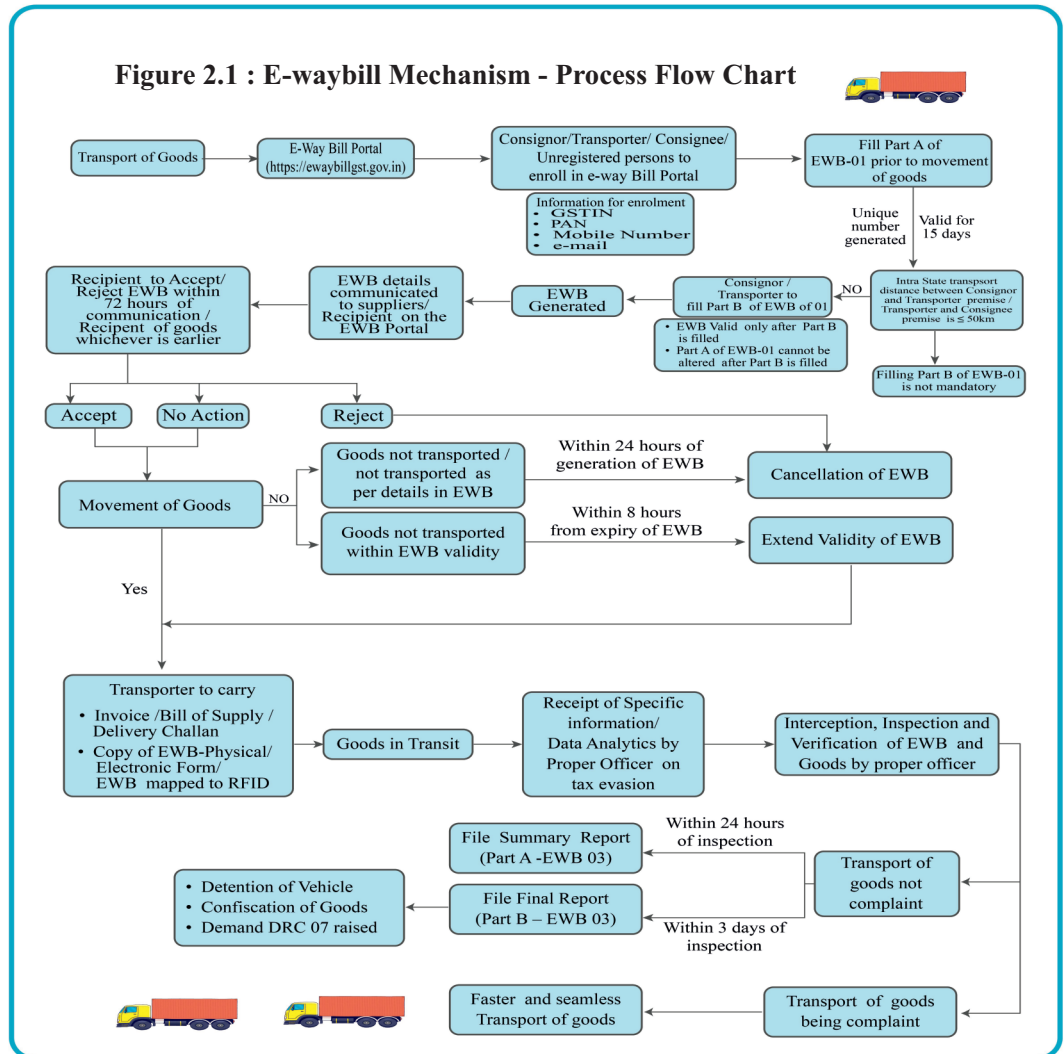 Figure 2.1 : E-waybill Mechanism - Process Flow Chart
Transport of Goods
E-Way Bill Portal
(https://ewaybillgst.gov.in)
Consignor/Transporter/ Consignee/
Unregistered persons to
enroll in e-way Bill Portal
Fill Part A of
EWB-01 prior to movement
of goods
Information for enrolment
• GSTIN
• PAN
• Mobile Number
• e-mail
Unique
number
generated
Valid for
15 days
Recipient to Accept/
Reject EWB within
72 hours of
communication /
Recipent of goods
whichever is earlier
EWB details
communicated
to suppliers/
Recipient on the
EWB Portal
EWB
Generated
Consignor /
Transporter to
fill Part B of EWB of 01
NO
Intra State transpsort
distance between Consignor
and Transporter premise /
Transporter and Consignee
premise is ≤ 50km
• EWB Valid only after Part B
is filled
• Part A of EWB-01 cannot be
altered after Part B is filled
Filling Part B of EWB-01
is not mandatory
Accept
No Action
Reject
Movement of Goods
NO
Goods not transported /
not transported as
per details in EWB
Within 24 hours of
generation of EWB
Cancellation of EWB
Goods not transported
within EWB validity
Within 8 hours
from expiry of EWB
Extend Validity of EWB
Yes
Transporter to carry
• Invoice /Bill of Supply /
Delivery Challan
• Copy of EWB-Physical/
Electronic Form/
EWB mapped to RFID
Goods in Transit
Receipt of Specific
information/
Data Analytics by
Proper Officer on
tax evasion
Interception, Inspection and
Verification of EWB and
Goods by proper officer
File Summary Report
(Part A -EWB 03)
Within 24 hours
of inspection
Transport of
goods not
complaint
• Detention of Vehicle
• Confiscation of Goods
• Demand DRC 07 raised
File Final Report
(Part B – EWB 03)
Within 3 days of
inspection
Faster and seamless
Transport of goods
Transport of goods
being complaint